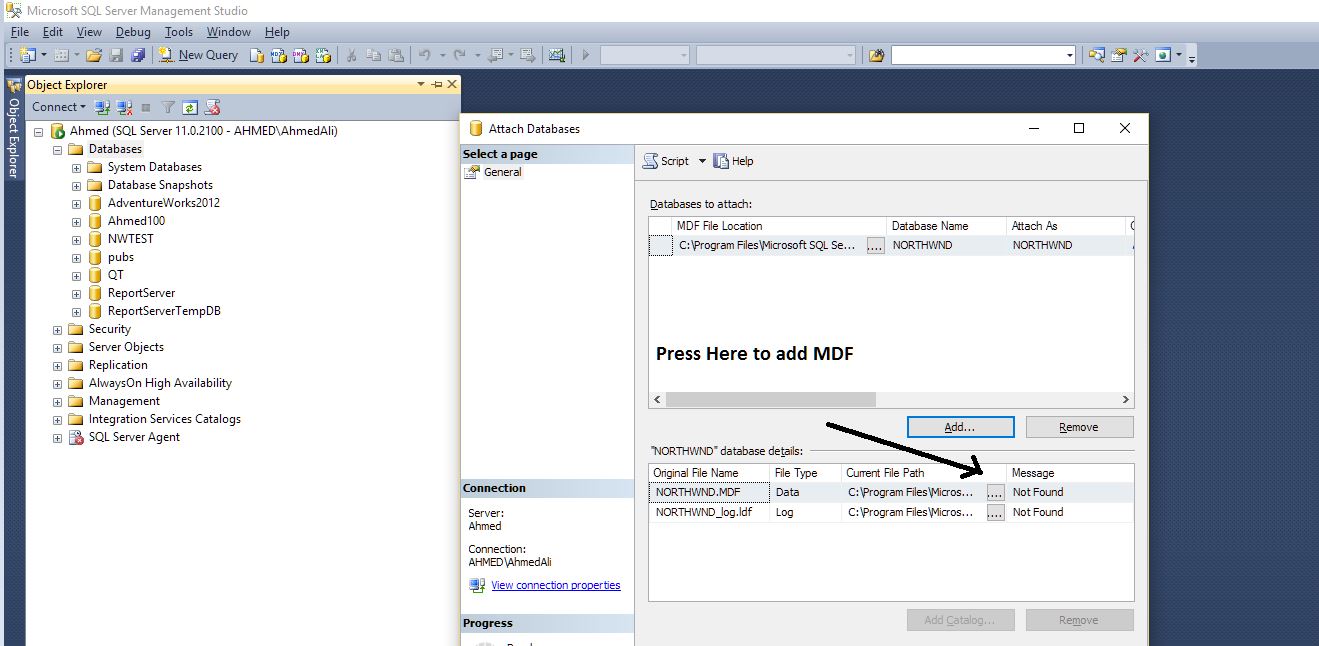 Microsoft SQL Server Management Studio
File Edit View Debug Tools Window Help
New Query
Object Explorer
Object Explorer
Connect
Ahmed (SQL Server 11.0.2100 - AHMED\AhmedAli)
Databases
System Databases
Database Snapshots
AdventureWorks2012
Ahmed100
NWTEST
pubs
QT
ReportServer
ReportServerTempDB
Security
Server Objects
Replication
AlwaysOn High Availability
Management
Integration Services Catalogs
SQL Server Agent
Attach Databases
Select a page
General
Connection
Server:
Ahmed
Connection:
AHMED\AhmedAli
View connection properties
Progress
Script Help
Databases to attach:
MDF File Location Database Name Attach As
C:\Program Files\Microsoft SQL Se... .... NORTHWND NORTHWND
Press Here to add MDF
Add... Remove
"NORTHWND" database details:
Original File Name File Type Current File Path Message
NORTHWND.MDF Data C:\Program Files\Micros... .... Not Found
NORTHWND_log.ldf Log C:\Program Files\Micros... .... Not Found
Add Catalog... Remove